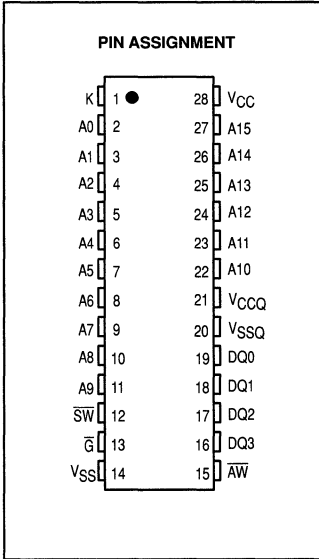 PIN ASSIGNMENT
K 1 28 VCC
A0 2 27 A15
A1 3 26 A14
A2 4 25 A13
A3 5 24 A12
A4 6 23 A11
A5 7 22 A10
A6 8 21 VCCQ
A7 9 20 VSSQ
A8 10 19 DQ0
A9 11 18 DQ1
S̅W̅ 12 17 DQ2
G̅ 13 16 DQ3
VSS 14 15 A̅W̅